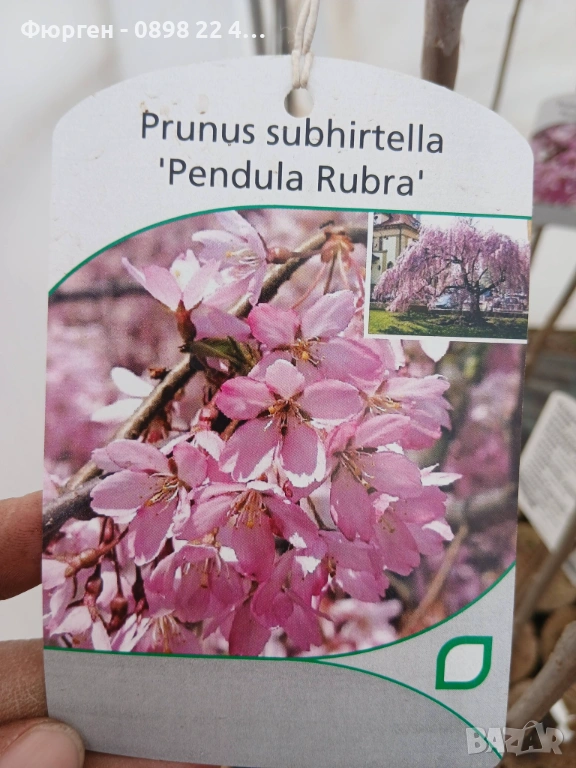 Фюрген - 0898 22 4...
Prunus subhirtella
'Pendula Rubra'
BAZAR